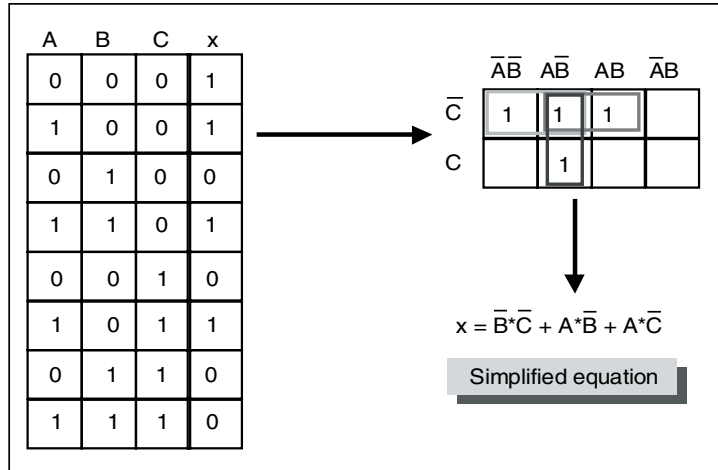 A B C x
0 0 0 1
1 0 0 1
0 1 0 0
1 1 0 1
0 0 1 0
1 0 1 1
0 1 1 0
1 1 1 0
A̅B̅ AB̅ AB A̅B
C̅ 1 1 1
C 1
x = B̅*C̅ + A*B̅ + A*C̅
Simplified equation